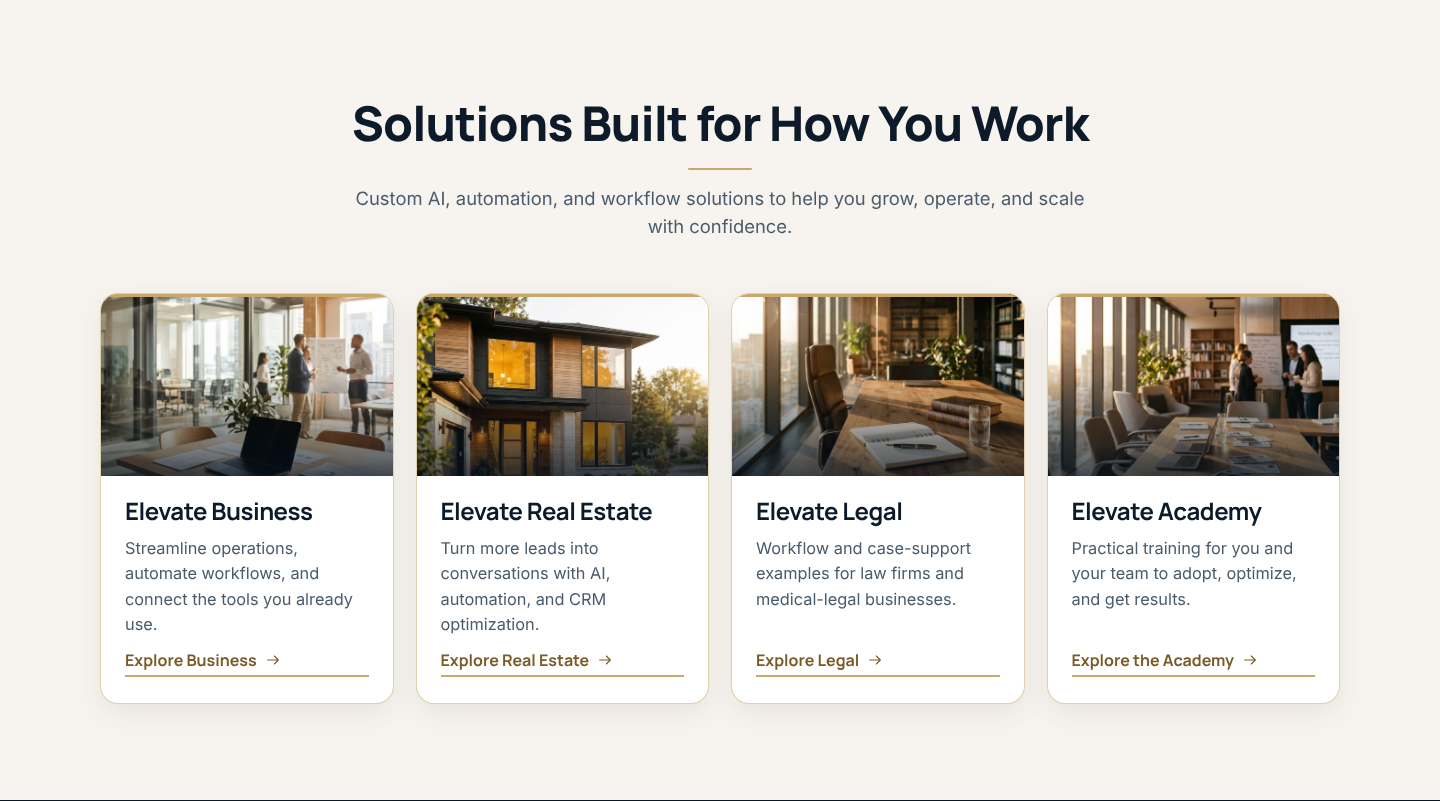 Solutions Built for How You Work
Custom AI, automation, and workflow solutions to help you grow, operate, and scale
with confidence.
Elevate Business
Streamline operations,
automate workflows, and
connect the tools you already
use.
Explore Business →
Elevate Real Estate
Turn more leads into
conversations with AI,
automation, and CRM
optimization.
Explore Real Estate →
Elevate Legal
Workflow and case-support
examples for law firms and
medical-legal businesses.
Explore Legal →
Elevate Academy
Practical training for you and
your team to adopt, optimize,
and get results.
Explore the Academy →